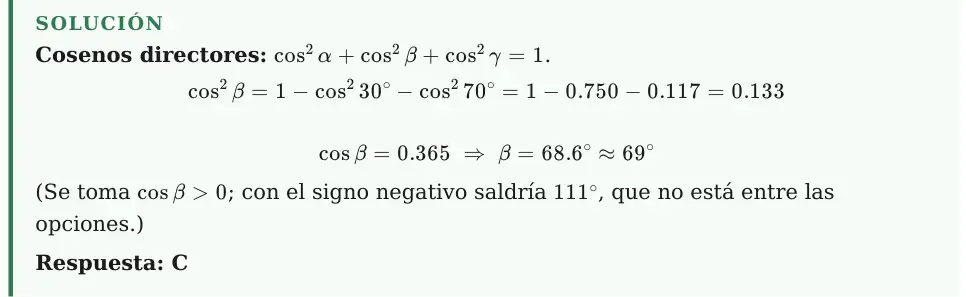 SOLUCIÓN
Cosenos directores: cos² α + cos² β + cos² γ = 1.
cos² β = 1 − cos² 30° − cos² 70° = 1 − 0.750 − 0.117 = 0.133
cos β = 0.365 ⇒ β = 68.6° ≈ 69°
(Se toma cos β > 0; con el signo negativo saldría 111°, que no está entre las
opciones.)
Respuesta: C